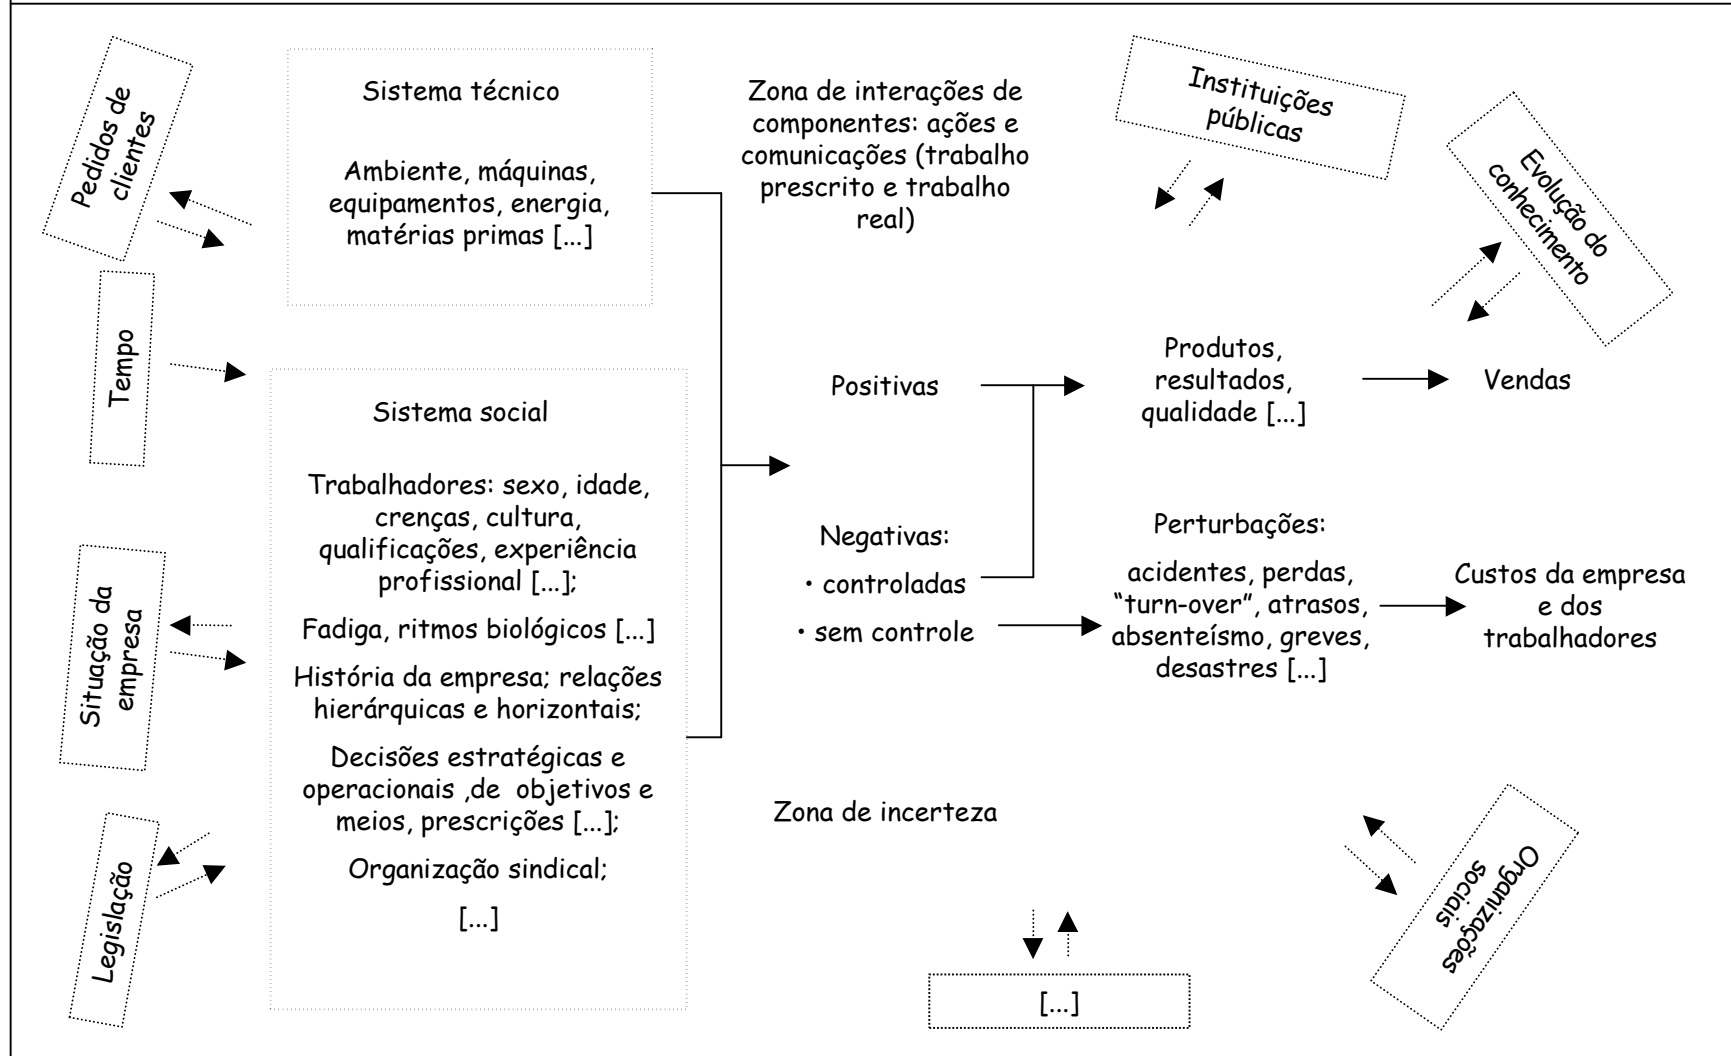 Pedidos de
clientes
Tempo
Situação da
empresa
Legislação
Sistema técnico
Ambiente, máquinas,
equipamentos, energia,
matérias primas [...]
Sistema social
Trabalhadores: sexo, idade,
crenças, cultura,
qualificações, experiência
profissional [...];
Fadiga, ritmos biológicos [...]
História da empresa; relações
hierárquicas e horizontais;
Decisões estratégicas e
operacionais ,de objetivos e
meios, prescrições [...];
Organização sindical;
[...]
Zona de interações de
componentes: ações e
comunicações (trabalho
prescrito e trabalho
real)
Positivas
Negativas:
• controladas
• sem controle
Zona de incerteza
[...]
Instituições
públicas
Evolução do
conhecimento
Produtos,
resultados,
qualidade [...]
Vendas
Perturbações:
acidentes, perdas,
“turn-over”, atrasos,
absenteísmo, greves,
desastres [...]
Custos da empresa
e dos
trabalhadores
Organizações
sociais